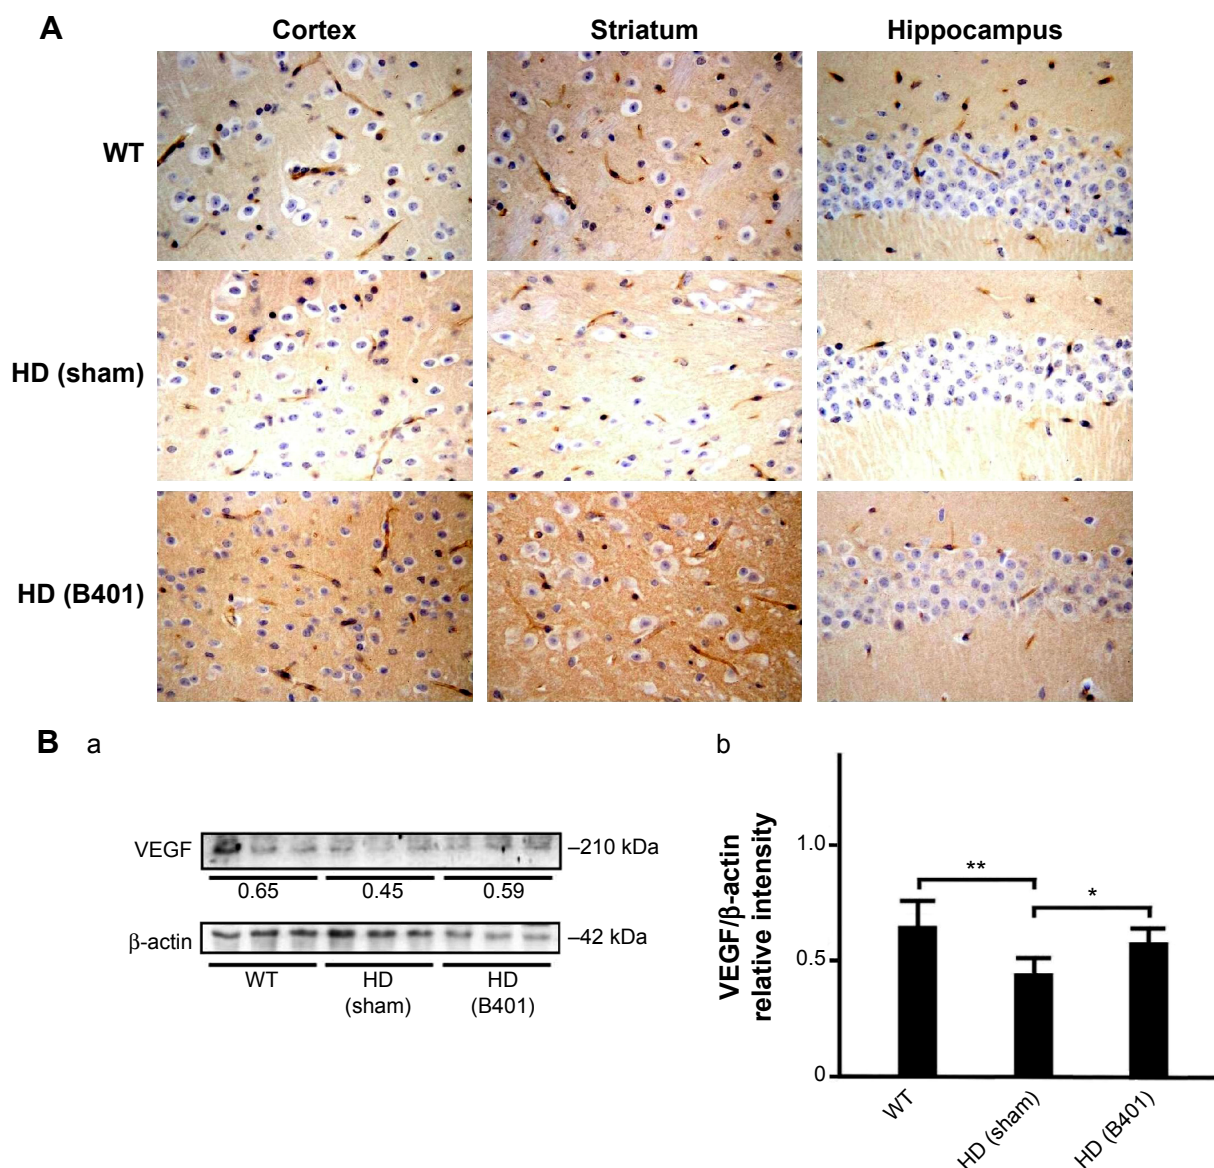 A
Cortex Striatum Hippocampus
WT
HD (sham)
HD (B401)
B a
VEGF –210 kDa
0.65 0.45 0.59
β-actin –42 kDa
WT HD HD
(sham) (B401)
b
VEGF/β-actin
relative intensity
1.0
0.5
0
**
*
WT HD (sham) HD (B401)